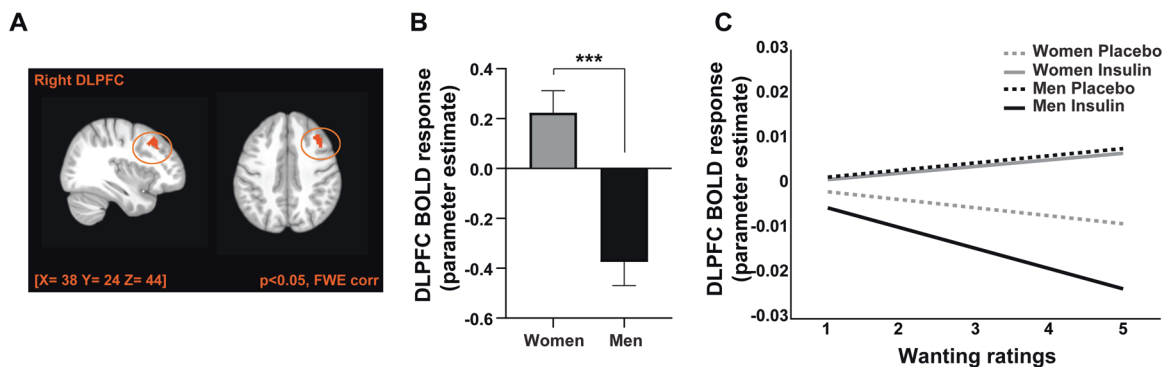 A
Right DLPFC
[X= 38 Y= 24 Z= 44]
p<0.05, FWE corr
B
DLPFC BOLD response
(parameter estimate)
0.4
0.2
0.0
-0.2
-0.4
-0.6
***
Women
Men
C
DLPFC BOLD response
(parameter estimate)
0.03
0.02
0.01
0
-0.01
-0.02
-0.03
Women Placebo
Women Insulin
Men Placebo
Men Insulin
1 2 3 4 5
Wanting ratings